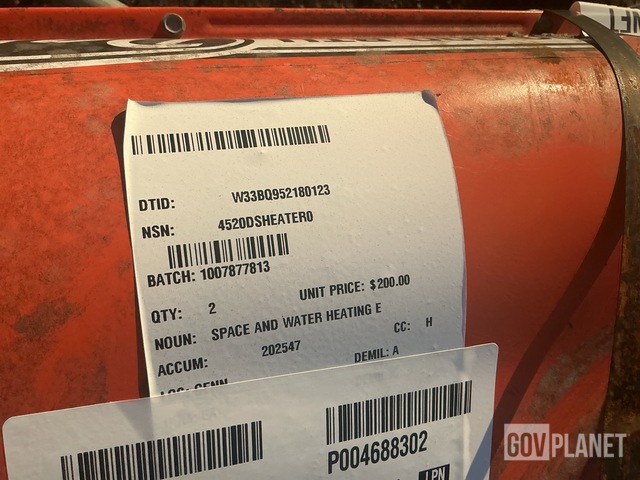 DTID: W33BQ952180123
NSN: 4520DSHEATER0
BATCH: 1007877813
QTY: 2 UNIT PRICE: $200.00
NOUN: SPACE AND WATER HEATING E
ACCUM: 202547 CC: H
DEMIL: A
P004688302
LPN
GOVPLANET